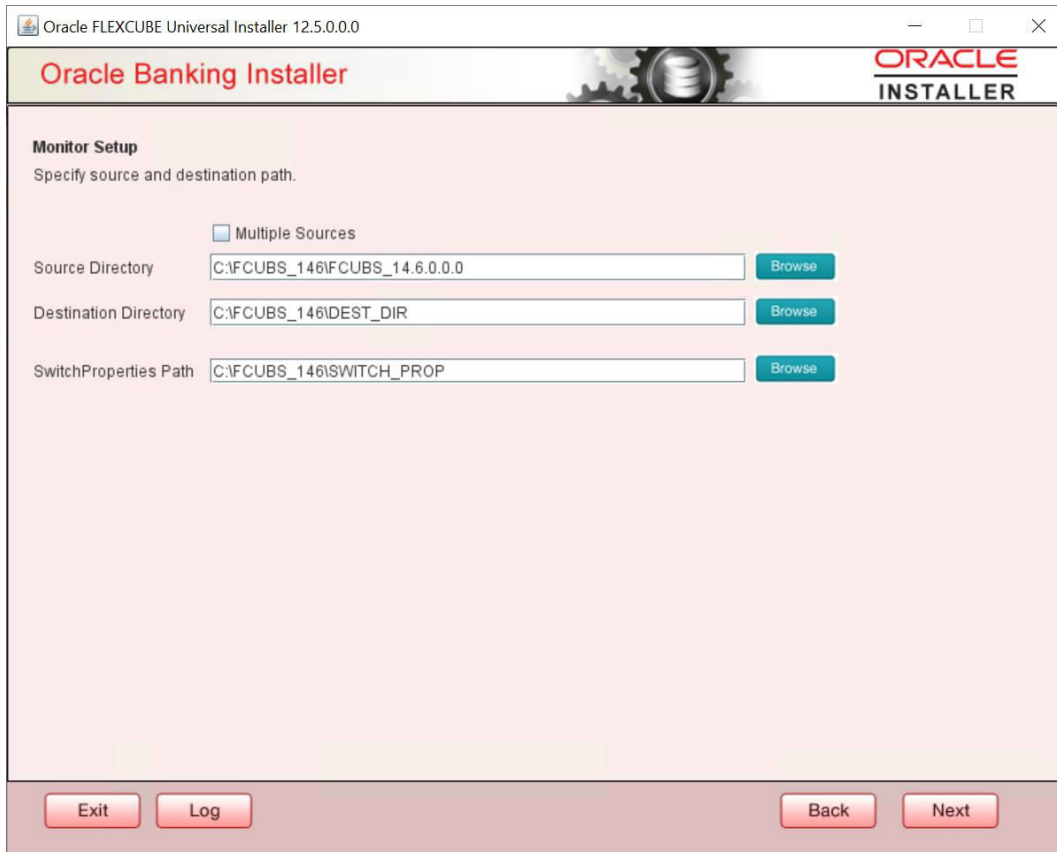 Oracle FLEXCUBE Universal Installer 12.5.0.0.0
Oracle Banking Installer
ORACLE
INSTALLER
Monitor Setup
Specify source and destination path.
Multiple Sources
Source Directory C:\FCUBS_146\FCUBS_14.6.0.0.0 Browse
Destination Directory C:\FCUBS_146\DEST_DIR Browse
SwitchProperties Path C:\FCUBS_146\SWITCH_PROP Browse
Exit Log Back Next